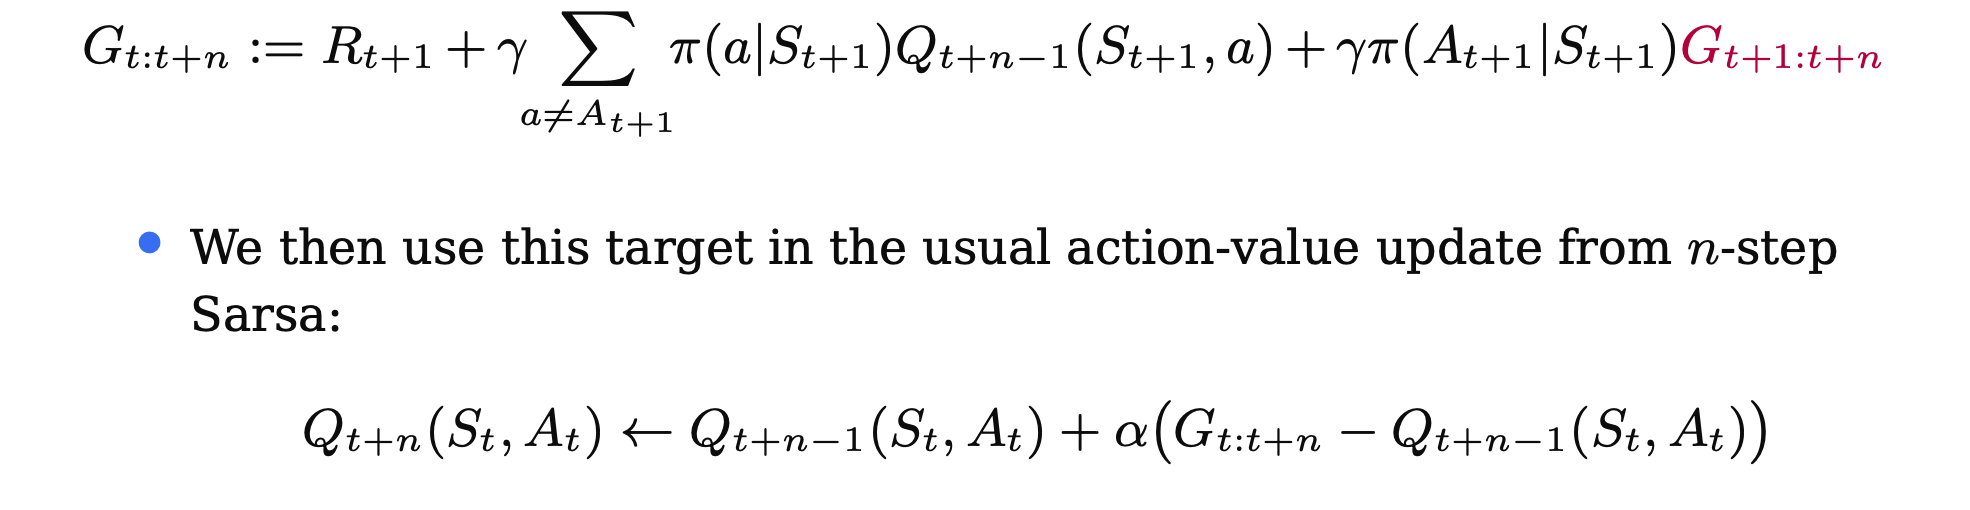 G_{t:t+n} := R_{t+1} + γ ∑_{a≠A_{t+1}} π(a|S_{t+1})Q_{t+n−1}(S_{t+1}, a) + γπ(A_{t+1}|S_{t+1})G_{t+1:t+n}
• We then use this target in the usual action-value update from n-step
Sarsa:
Q_{t+n}(S_t, A_t) ← Q_{t+n−1}(S_t, A_t) + α(G_{t:t+n} − Q_{t+n−1}(S_t, A_t))